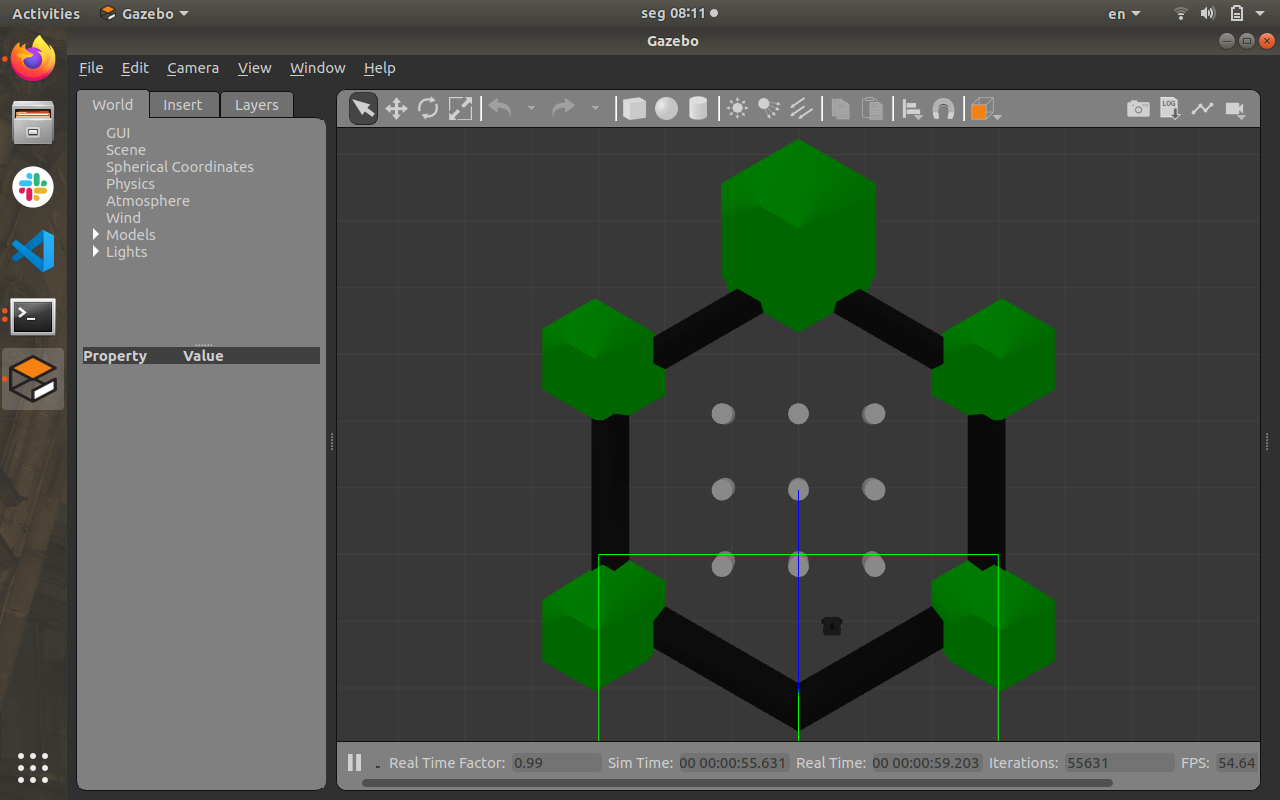 Activities Gazebo seg 08:11 en
Gazebo
File Edit Camera View Window Help
World Insert Layers
LOG
GUI
Scene
Spherical Coordinates
Physics
Atmosphere
Wind
Models
Lights
Property Value
Real Time Factor: 0.99 Sim Time: 00 00:00:55.631 Real Time: 00 00:00:59.203 Iterations: 55631 FPS: 54.64